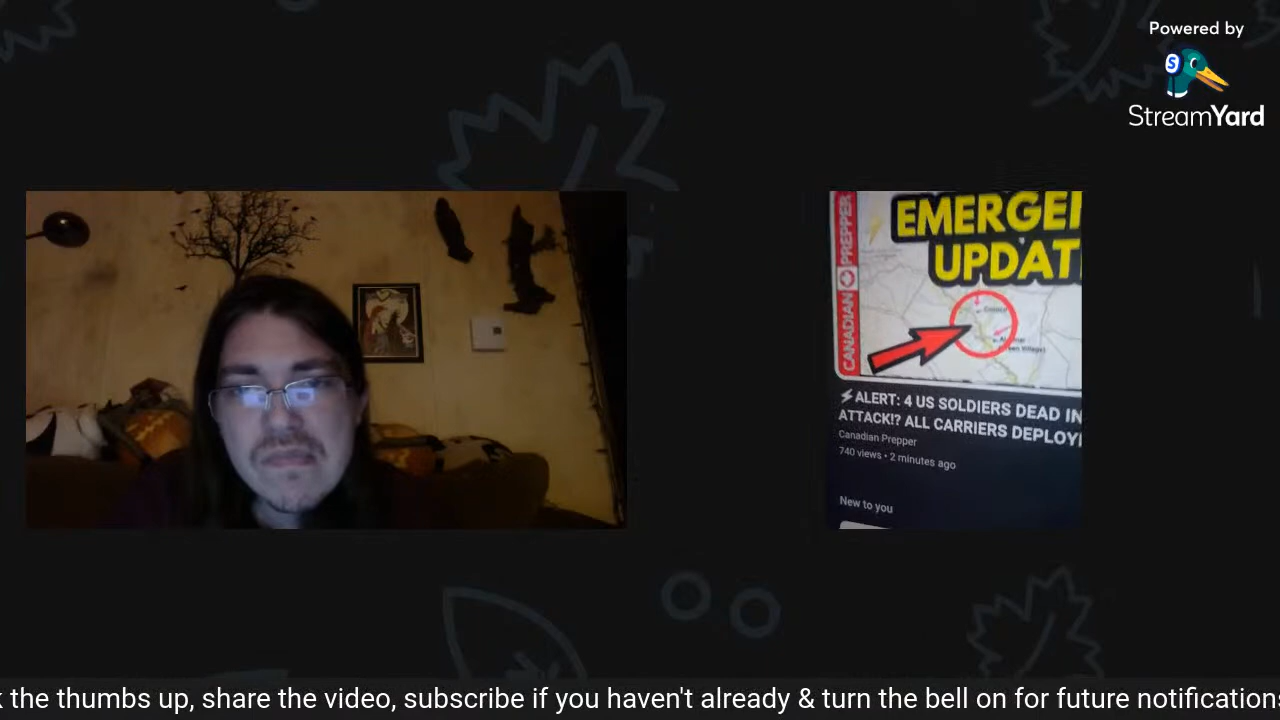 Powered by
S
StreamYard
CANADIAN PREPPER
EMERGEN
UPDAT
⚡ALERT: 4 US SOLDIERS DEAD IN
ATTACK!? ALL CARRIERS DEPLOY
Canadian Prepper
740 views • 2 minutes ago
New to you
the thumbs up, share the video, subscribe if you haven't already & turn the bell on for future notifications